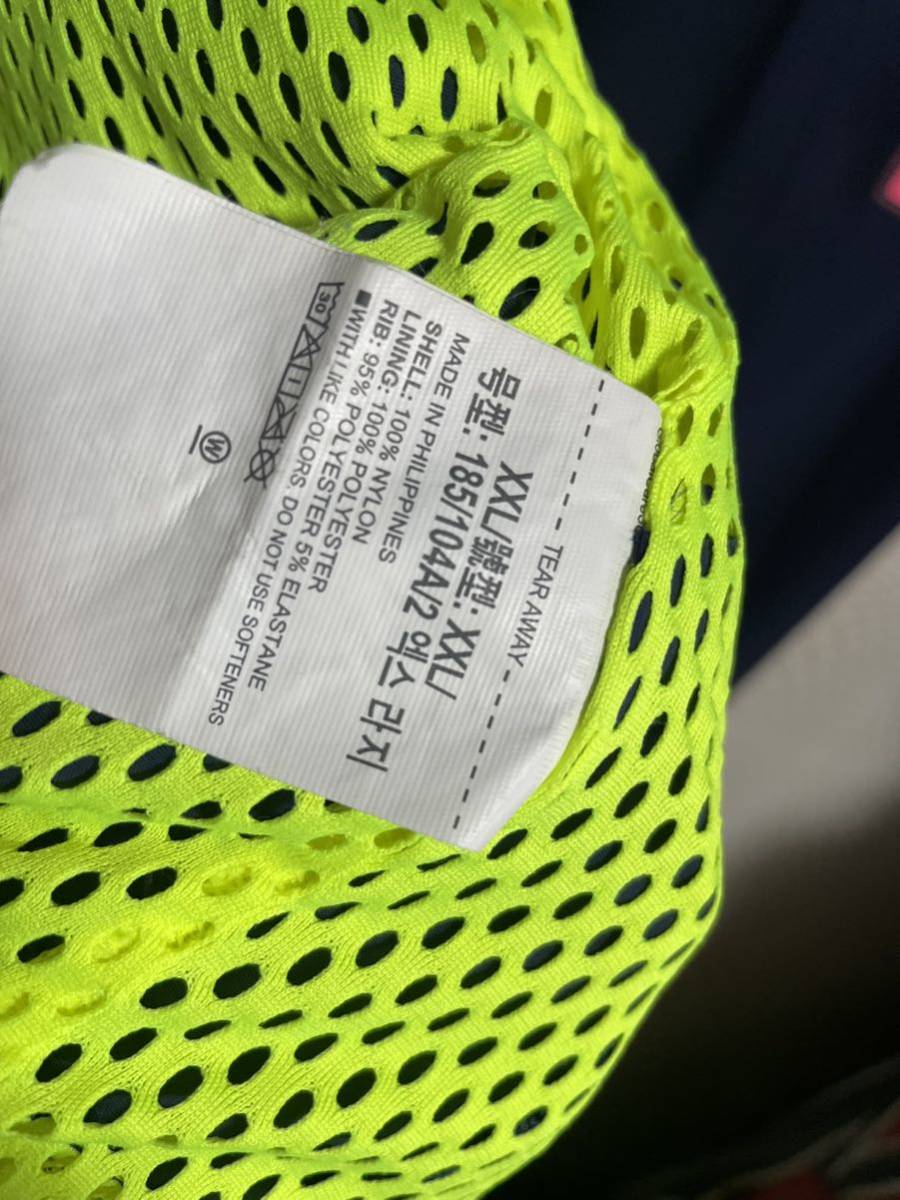 TEAR AWAY
XXL/號型: XXL/
号型: 185/104A/2 엑스 라지
MADE IN PHILIPPINES
SHELL: 100% NYLON
LINING: 100% POLYESTER
RIB: 95% POLYESTER 5% ELASTANE
■WITH LIKE COLORS, DO NOT USE SOFTENERS
30
W